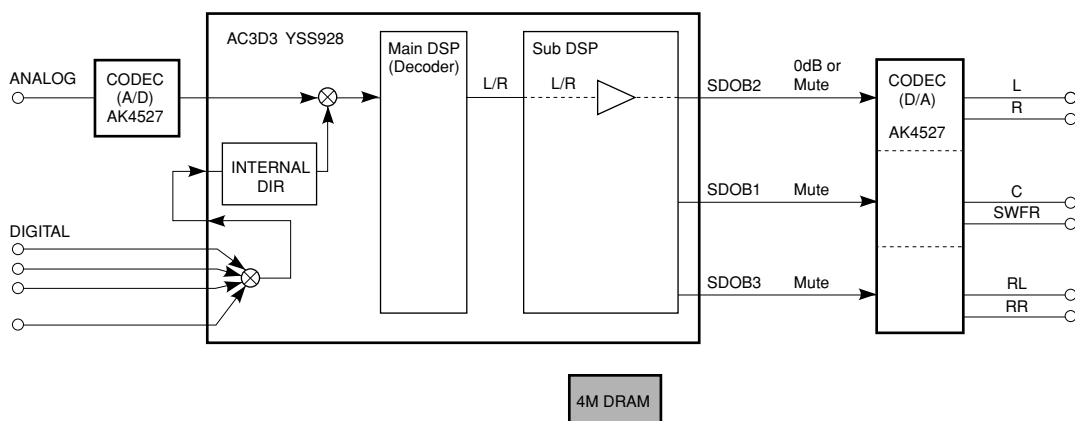 AC3D3 YSS928
ANALOG
CODEC
(A/D)
AK4527
Main DSP
(Decoder)
L/R
Sub DSP
L/R
SDOB2
0dB or
Mute
CODEC
(D/A)
AK4527
L
R
INTERNAL
DIR
SDOB1
Mute
C
SWFR
DIGITAL
SDOB3
Mute
RL
RR
4M DRAM